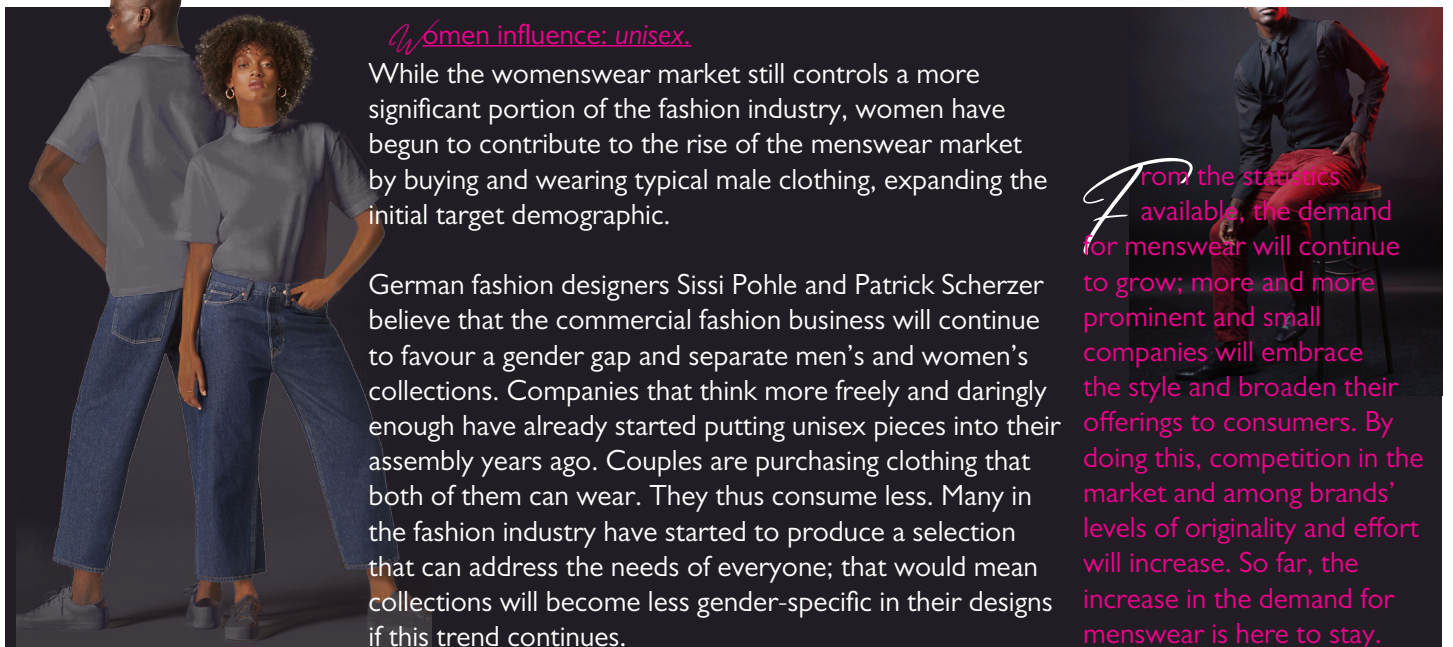 Women influence: unisex.
While the womenswear market still controls a more
significant portion of the fashion industry, women have
begun to contribute to the rise of the menswear market
by buying and wearing typical male clothing, expanding the
initial target demographic.
German fashion designers Sissi Pohle and Patrick Scherzer
believe that the commercial fashion business will continue
to favour a gender gap and separate men’s and women’s
collections. Companies that think more freely and daringly
enough have already started putting unisex pieces into their
assembly years ago. Couples are purchasing clothing that
both of them can wear. They thus consume less. Many in
the fashion industry have started to produce a selection
that can address the needs of everyone; that would mean
collections will become less gender-specific in their designs
if this trend continues.
From the statistics
available, the demand
for menswear will continue
to grow; more and more
prominent and small
companies will embrace
the style and broaden their
offerings to consumers. By
doing this, competition in the
market and among brands’
levels of originality and effort
will increase. So far, the
increase in the demand for
menswear is here to stay.